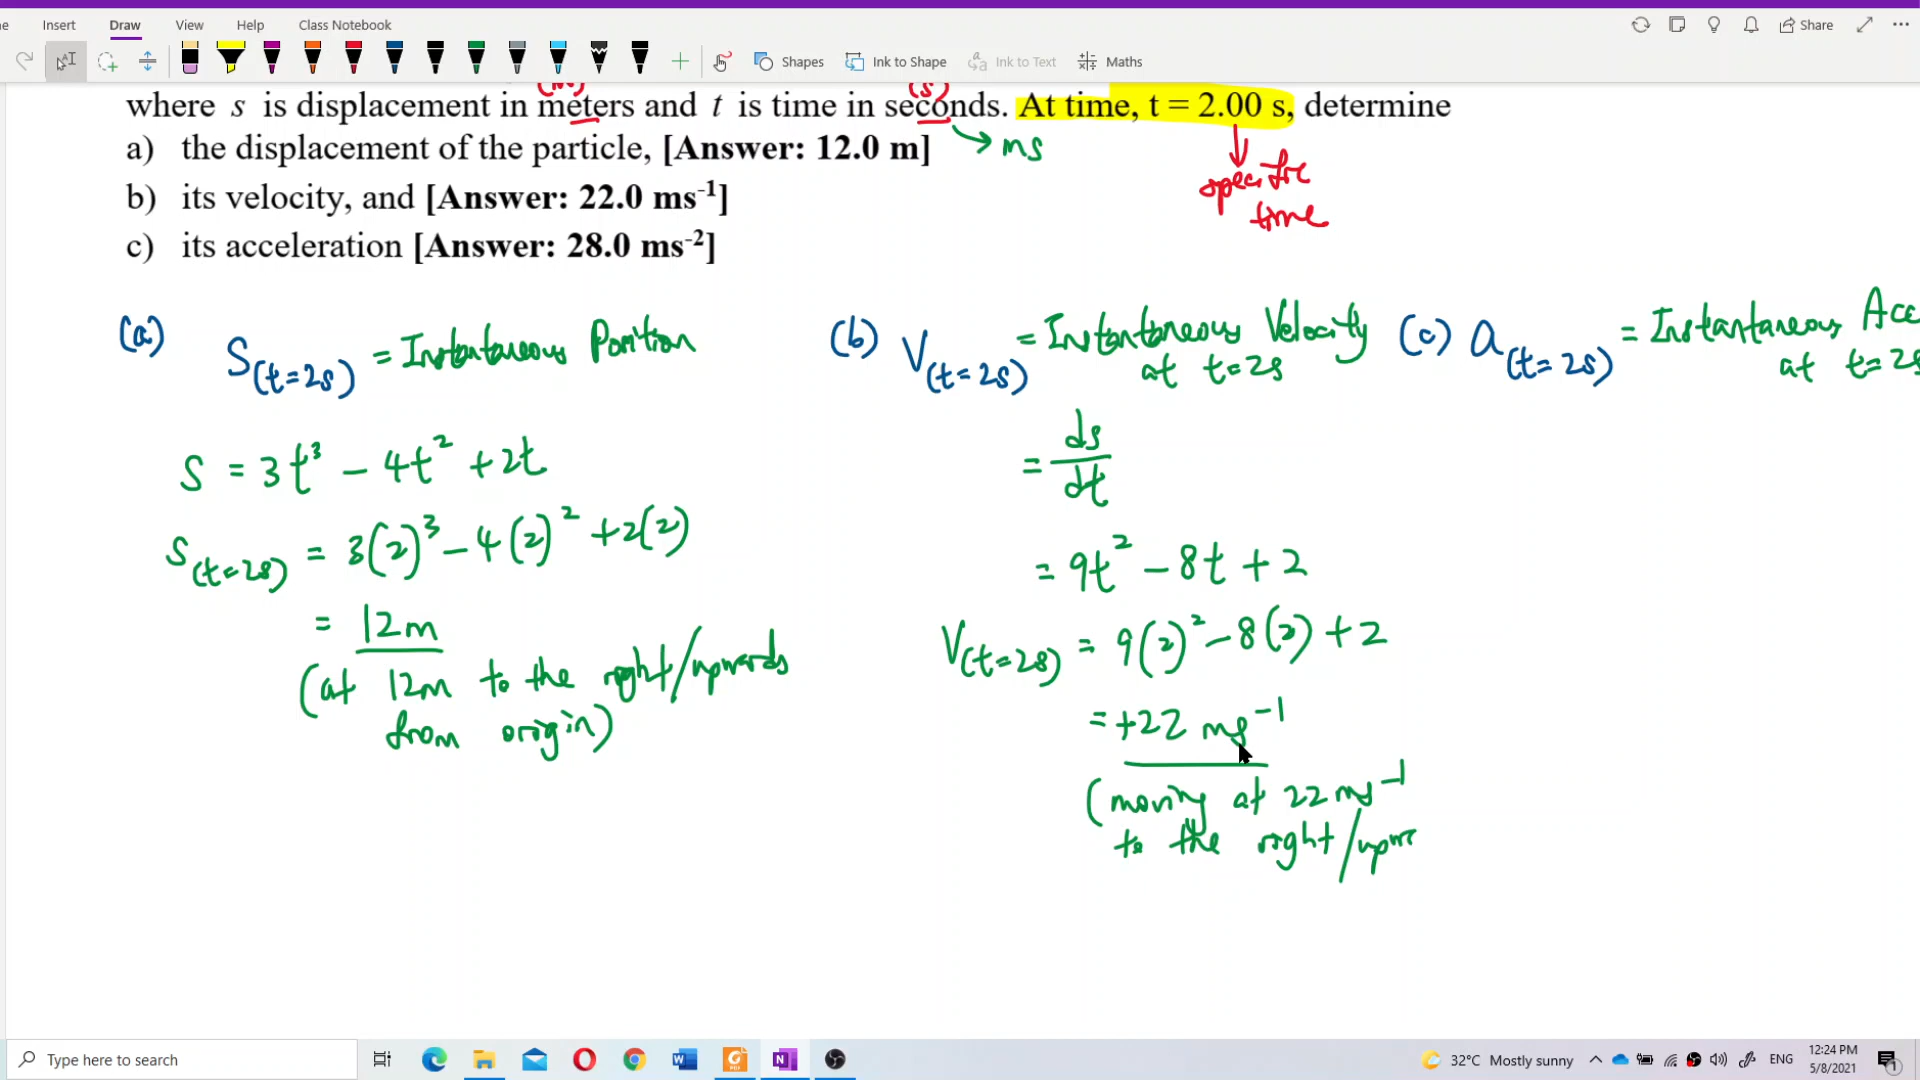 Insert Draw View Help Class Notebook Share
Shapes Ink to Shape Ink to Text Maths
(m) (s)
where s is displacement in meters and t is time in seconds. At time, t = 2.00 s, determine
a) the displacement of the particle, [Answer: 12.0 m]
ms
b) its velocity, and [Answer: 22.0 ms⁻¹]
specific
time
c) its acceleration [Answer: 28.0 ms⁻²]
(a) S(t=2s) = Instantaneous Position
S = 3t³ - 4t² + 2t
S(t=2s) = 3(2)³ - 4(2)² + 2(2)
= 12m
(at 12m to the right/upwards
from origin)
(b) V(t=2s) = Instantaneous Velocity
at t=2s
= ds/dt
= 9t² - 8t + 2
V(t=2s) = 9(2)² - 8(2) + 2
= +22 ms⁻¹
(moving at 22 ms⁻¹
to the right/upwr
(c) a(t=2s) = Instantaneous Acc
at t=2s
Type here to search
32°C Mostly sunny ENG 12:24 PM
5/8/2021